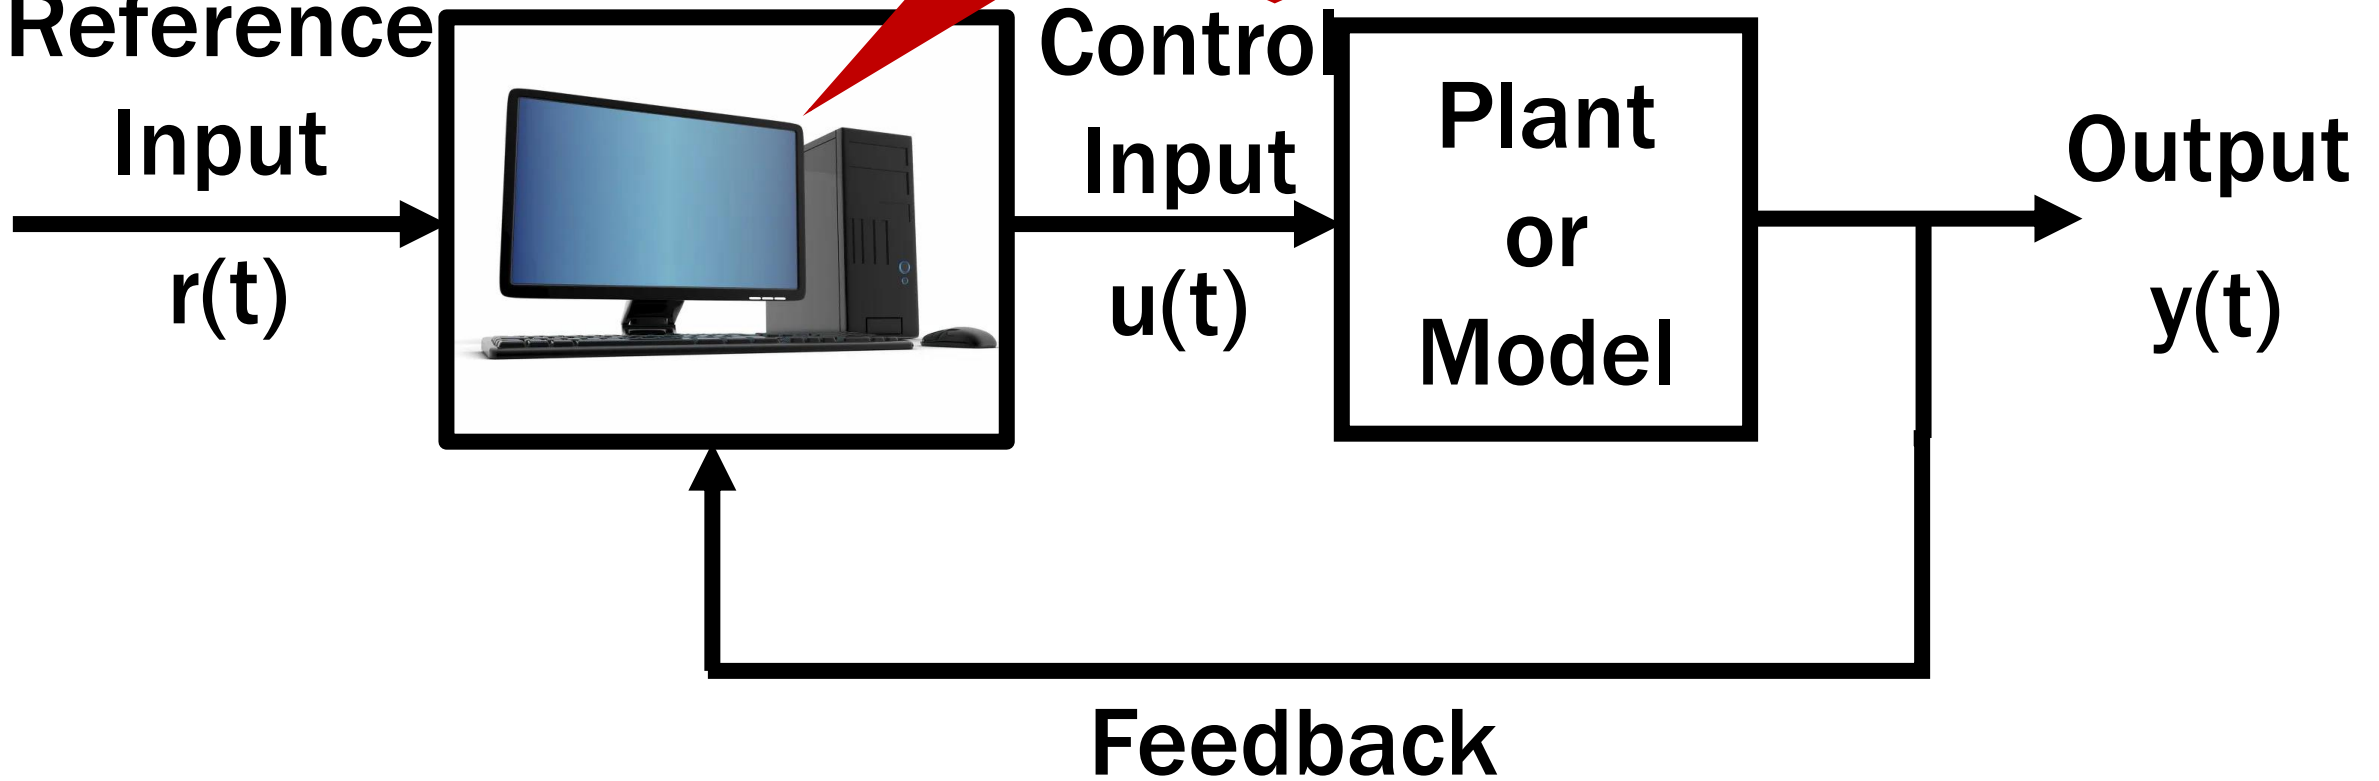 Reference
Input
r(t)
Control
Input
u(t)
Plant
or
Model
Output
y(t)
Feedback